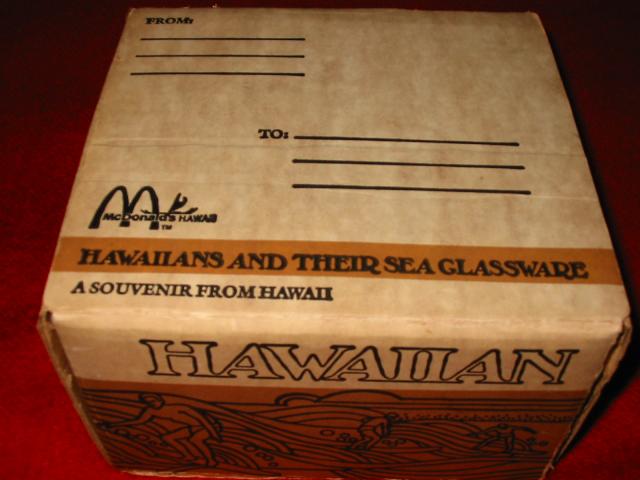 FROM:
TO:
McDonald's HAWAII
TM
HAWAIIANS AND THEIR SEA GLASSWARE
A SOUVENIR FROM HAWAII
HAWAIIAN